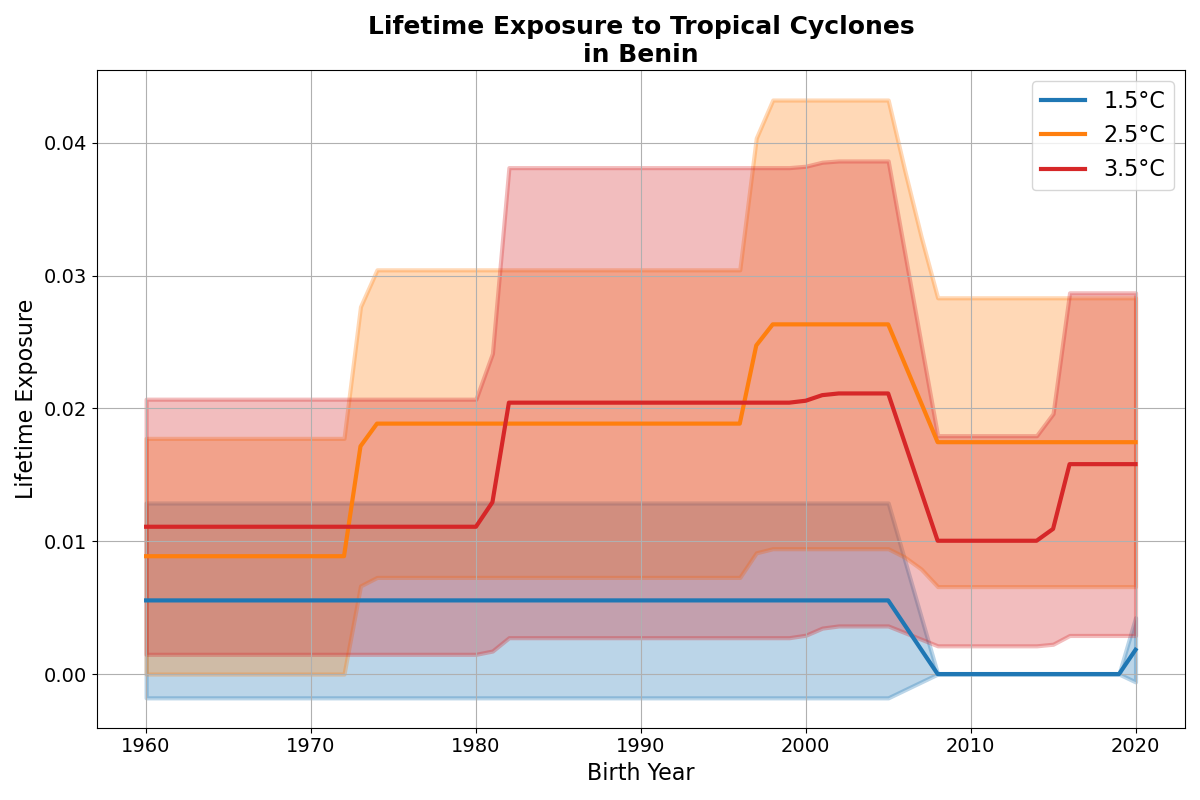 Lifetime Exposure to Tropical Cyclones
in Benin
1.5°C
2.5°C
3.5°C
Lifetime Exposure
0.04
0.03
0.02
0.01
0.00
1960 1970 1980 1990 2000 2010 2020
Birth Year